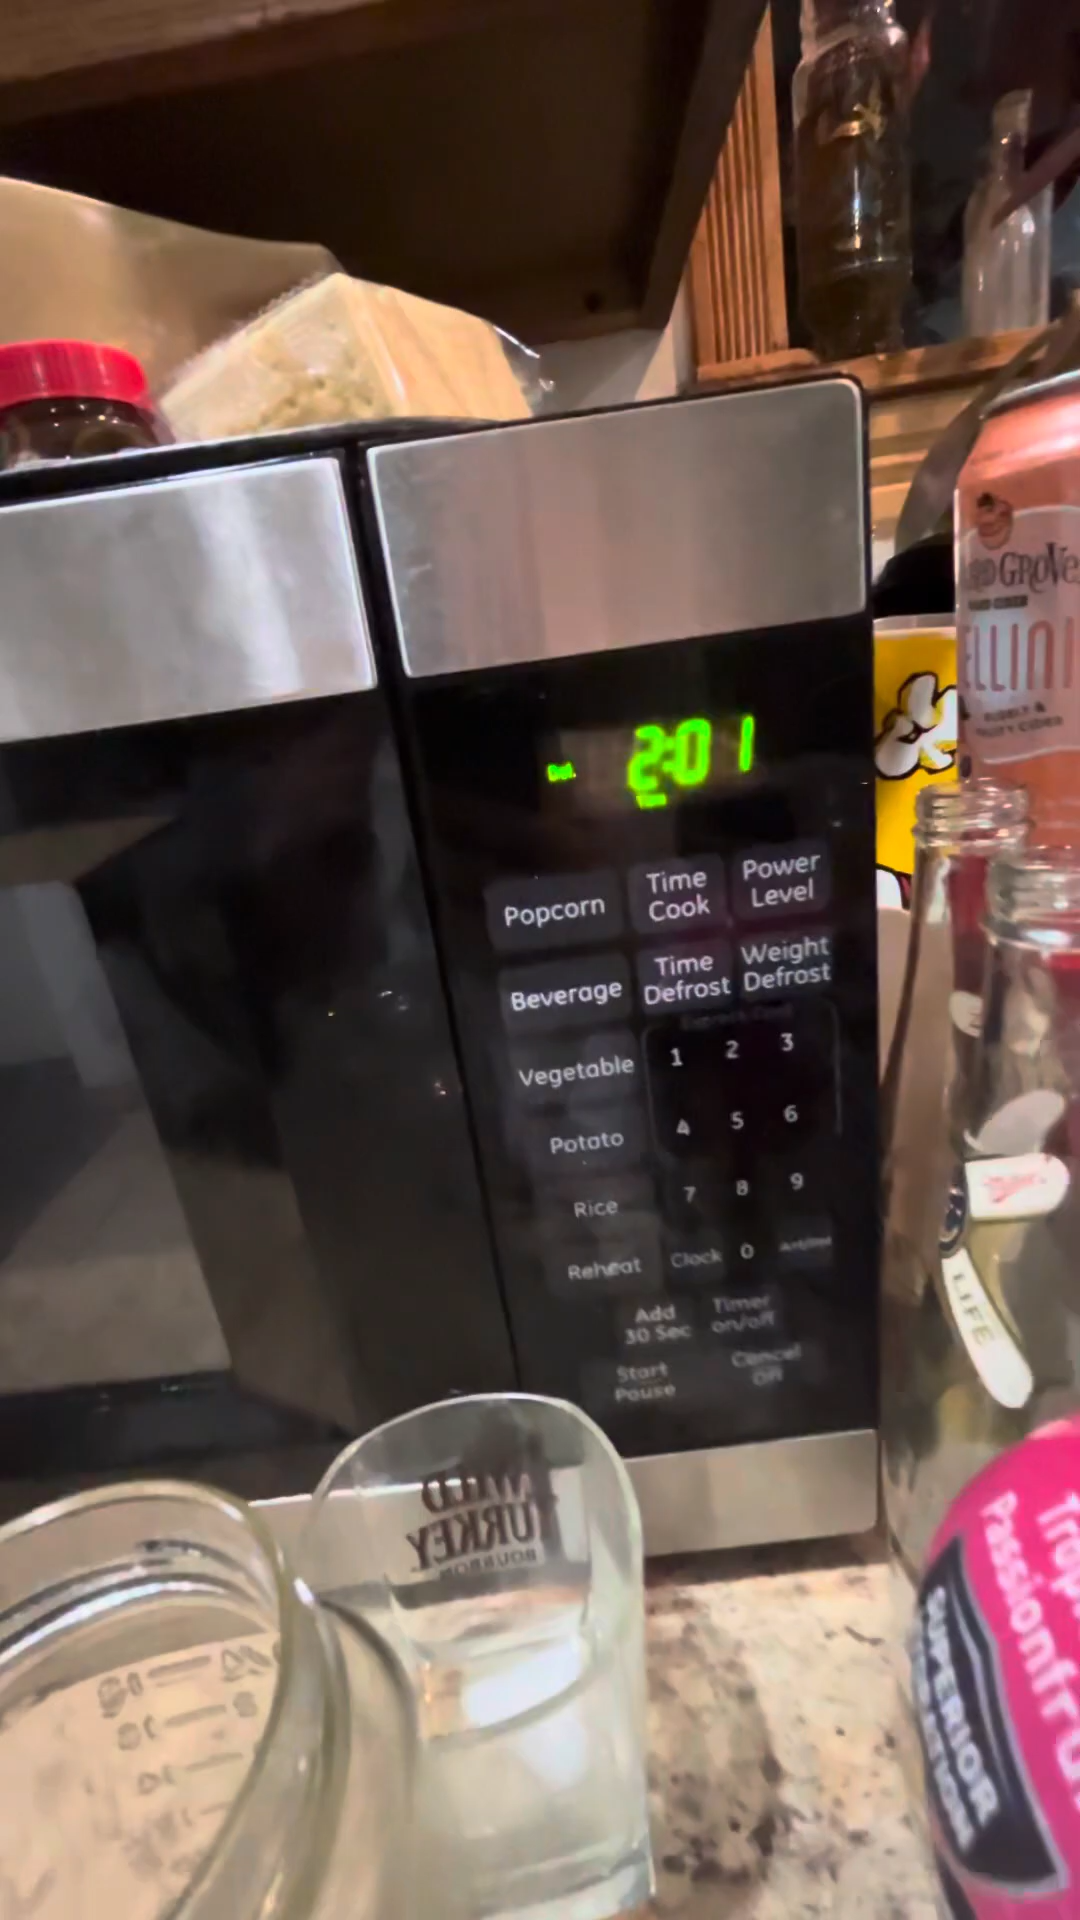 GROVE
ELLINI
2:01
Popcorn
Time Cook
Power Level
Beverage
Time Defrost
Weight Defrost
Vegetable
1 2 3
Potato
4 5 6
Rice
7 8 9
Reheat
Clock
0
Add 30 Sec
Timer on/off
Start Pause
Cancel Off
LIFE
TURKEY
BOURBON
Passionfru
SUPERIOR